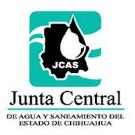 JCAS
Junta Central
DE AGUA Y SANEAMIENTO DEL
ESTADO DE CHIHUAHUA